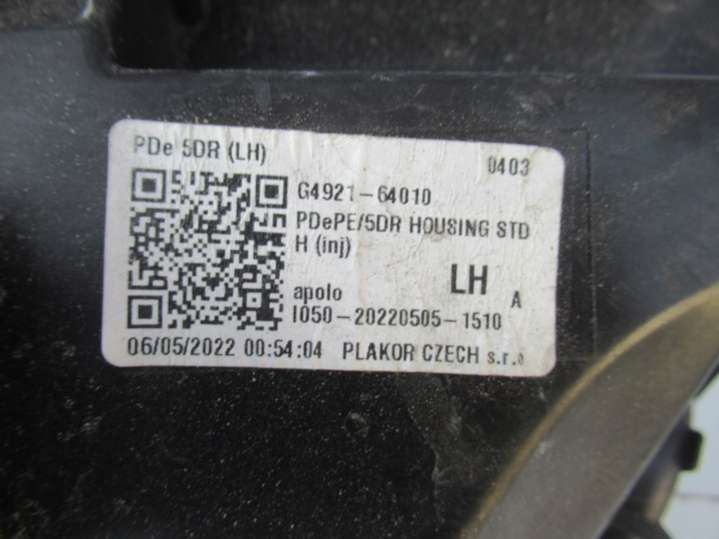 PDe 5DR (LH) 0403
G4921-64010
PDePE/5DR HOUSING STD
H (inj)
LH A
apolo
I050-20220505-1510
06/05/2022 00:54:04 PLAKOR CZECH s.r.o